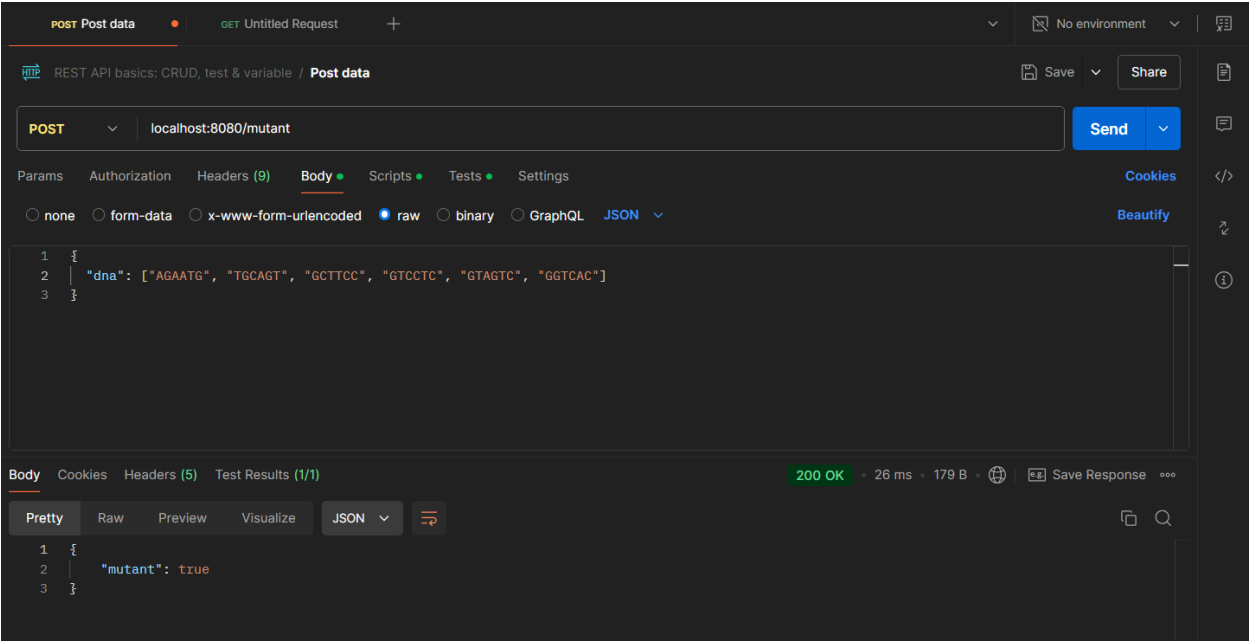 POST Post data GET Untitled Request No environment
HTTP REST API basics: CRUD, test & variable / Post data Save Share
POST localhost:8080/mutant Send
Params Authorization Headers (9) Body Scripts Tests Settings Cookies
none form-data x-www-form-urlencoded raw binary GraphQL JSON Beautify
1 {
2 "dna": ["AGAATG", "TGCAGT", "GCTTCC", "GTCCTC", "GTAGTC", "GGTCAC"]
3 }
Body Cookies Headers (5) Test Results (1/1) 200 OK 26 ms 179 B e.g. Save Response
Pretty Raw Preview Visualize JSON
1 {
2 "mutant": true
3 }